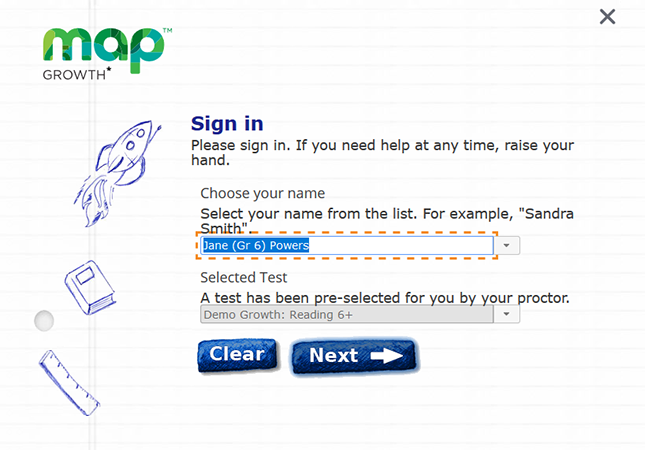 map™
GROWTH*
Sign in
Please sign in. If you need help at any time, raise your
hand.
Choose your name
Select your name from the list. For example, "Sandra
Smith".
Jane (Gr 6) Powers
Selected Test
A test has been pre-selected for you by your proctor.
Demo Growth: Reading 6+
Clear
Next